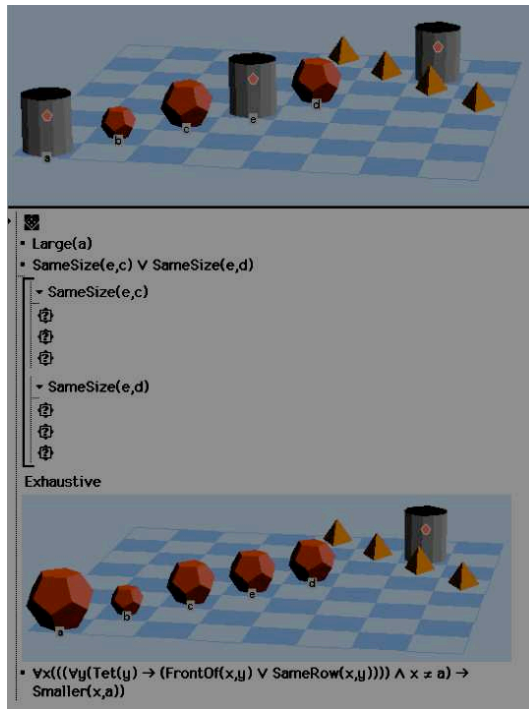 a
b
c
e
d
Large(a)
SameSize(e,c) ∨ SameSize(e,d)
SameSize(e,c)
SameSize(e,d)
Exhaustive
a
b
c
e
d
∀x(((∀y(Tet(y) → (FrontOf(x,y) ∨ SameRow(x,y)))) ∧ x ≠ a) →
Smaller(x,a))